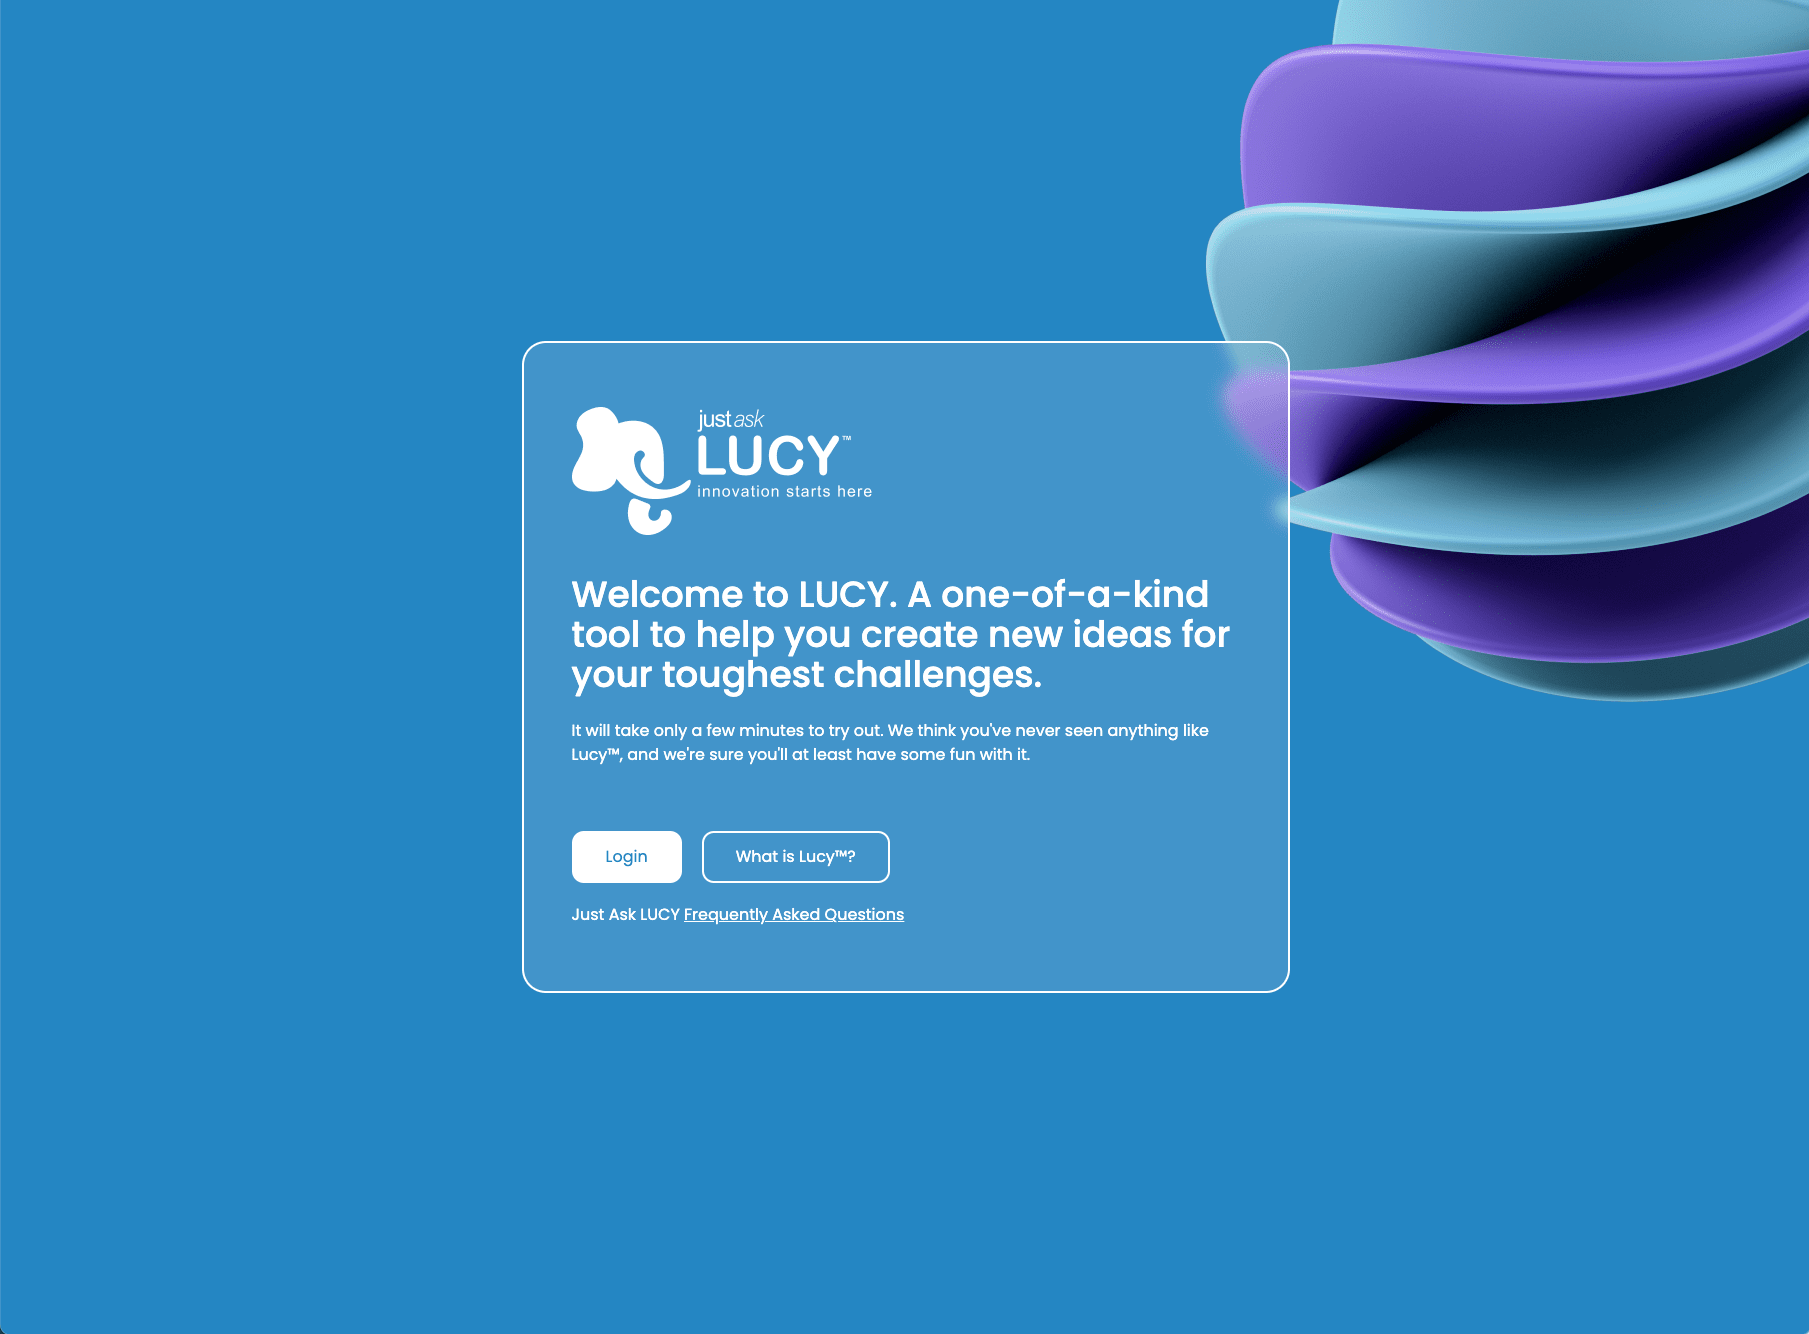 just ask
LUCY™
innovation starts here
Welcome to LUCY. A one-of-a-kind
tool to help you create new ideas for
your toughest challenges.
It will take only a few minutes to try out. We think you've never seen anything like
Lucy™, and we're sure you'll at least have some fun with it.
Login
What is Lucy™?
Just Ask LUCY Frequently Asked Questions